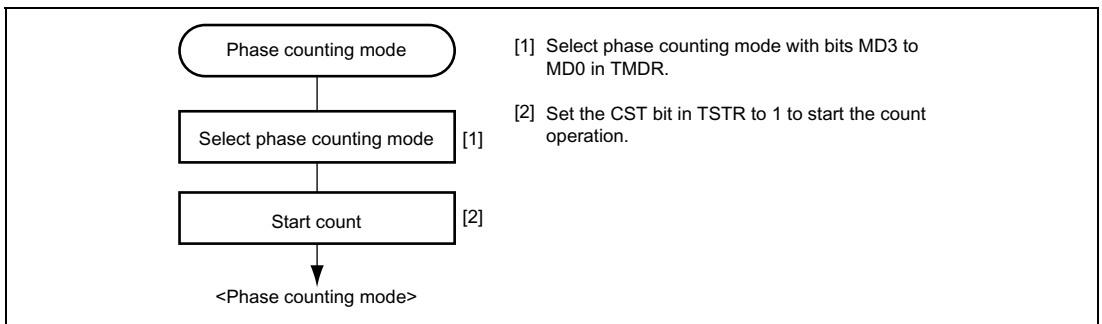 Phase counting mode
Select phase counting mode
[1]
Start count
[2]
<Phase counting mode>
[1] Select phase counting mode with bits MD3 to
MD0 in TMDR.
[2] Set the CST bit in TSTR to 1 to start the count
operation.